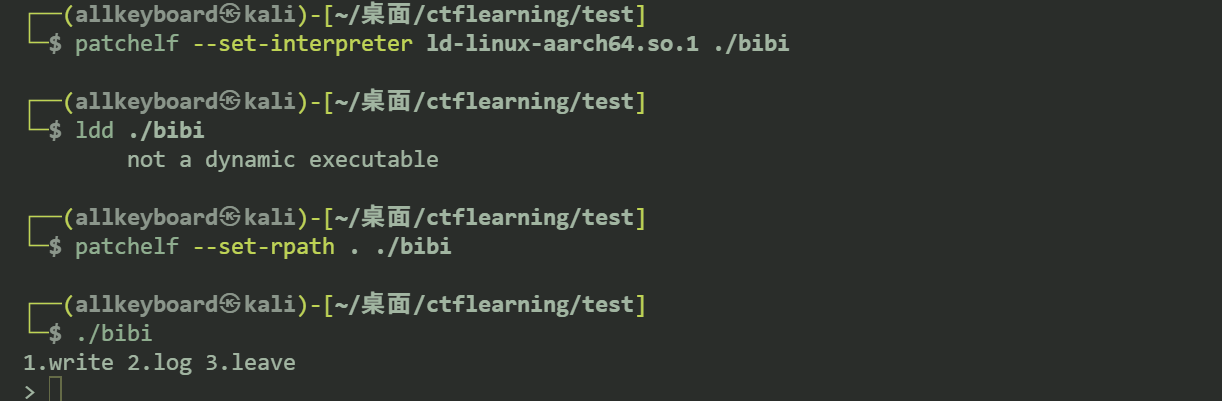 ┌──(allkeyboard㉿kali)-[~/桌面/ctflearning/test]
└─$ patchelf --set-interpreter ld-linux-aarch64.so.1 ./bibi
┌──(allkeyboard㉿kali)-[~/桌面/ctflearning/test]
└─$ ldd ./bibi
not a dynamic executable
┌──(allkeyboard㉿kali)-[~/桌面/ctflearning/test]
└─$ patchelf --set-rpath . ./bibi
┌──(allkeyboard㉿kali)-[~/桌面/ctflearning/test]
└─$ ./bibi
1.write 2.log 3.leave
>